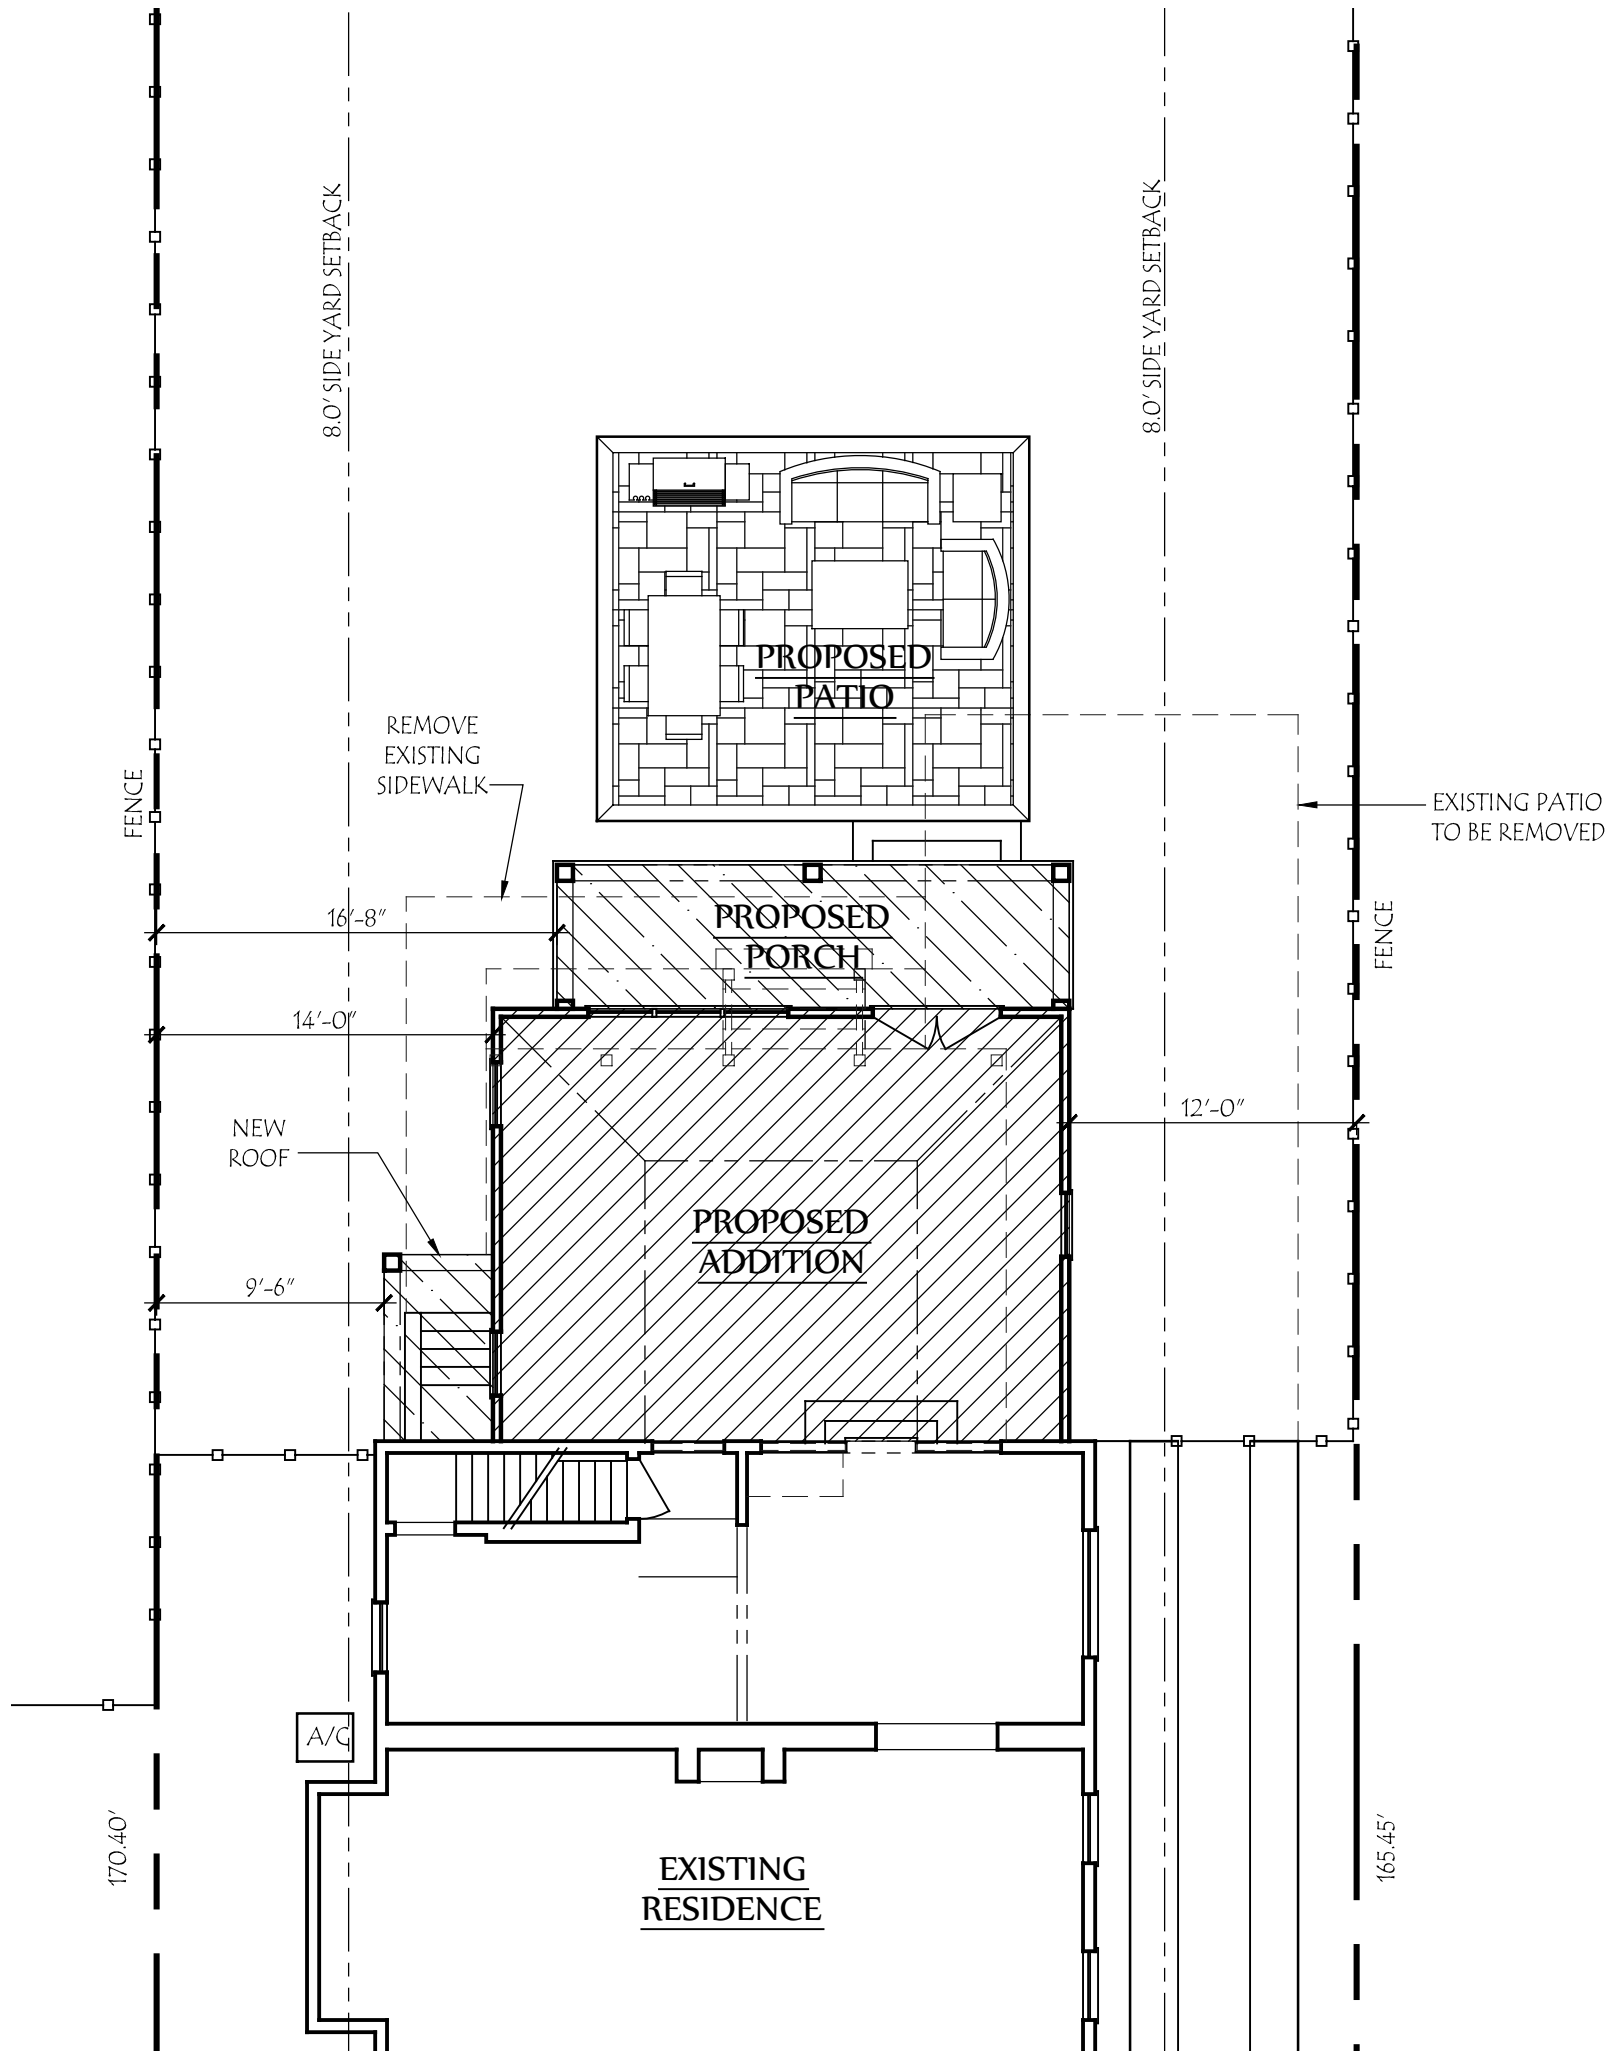 8.0' SIDE YARD SETBACK
8.0' SIDE YARD SETBACK
PROPOSED
PATIO
REMOVE
EXISTING
SIDEWALK
FENCE
EXISTING PATIO
TO BE REMOVED
16'-8"
PROPOSED
PORCH
FENCE
14'-0"
12'-0"
NEW
ROOF
PROPOSED
ADDITION
9'-6"
A/C
170.40'
165.45'
EXISTING
RESIDENCE